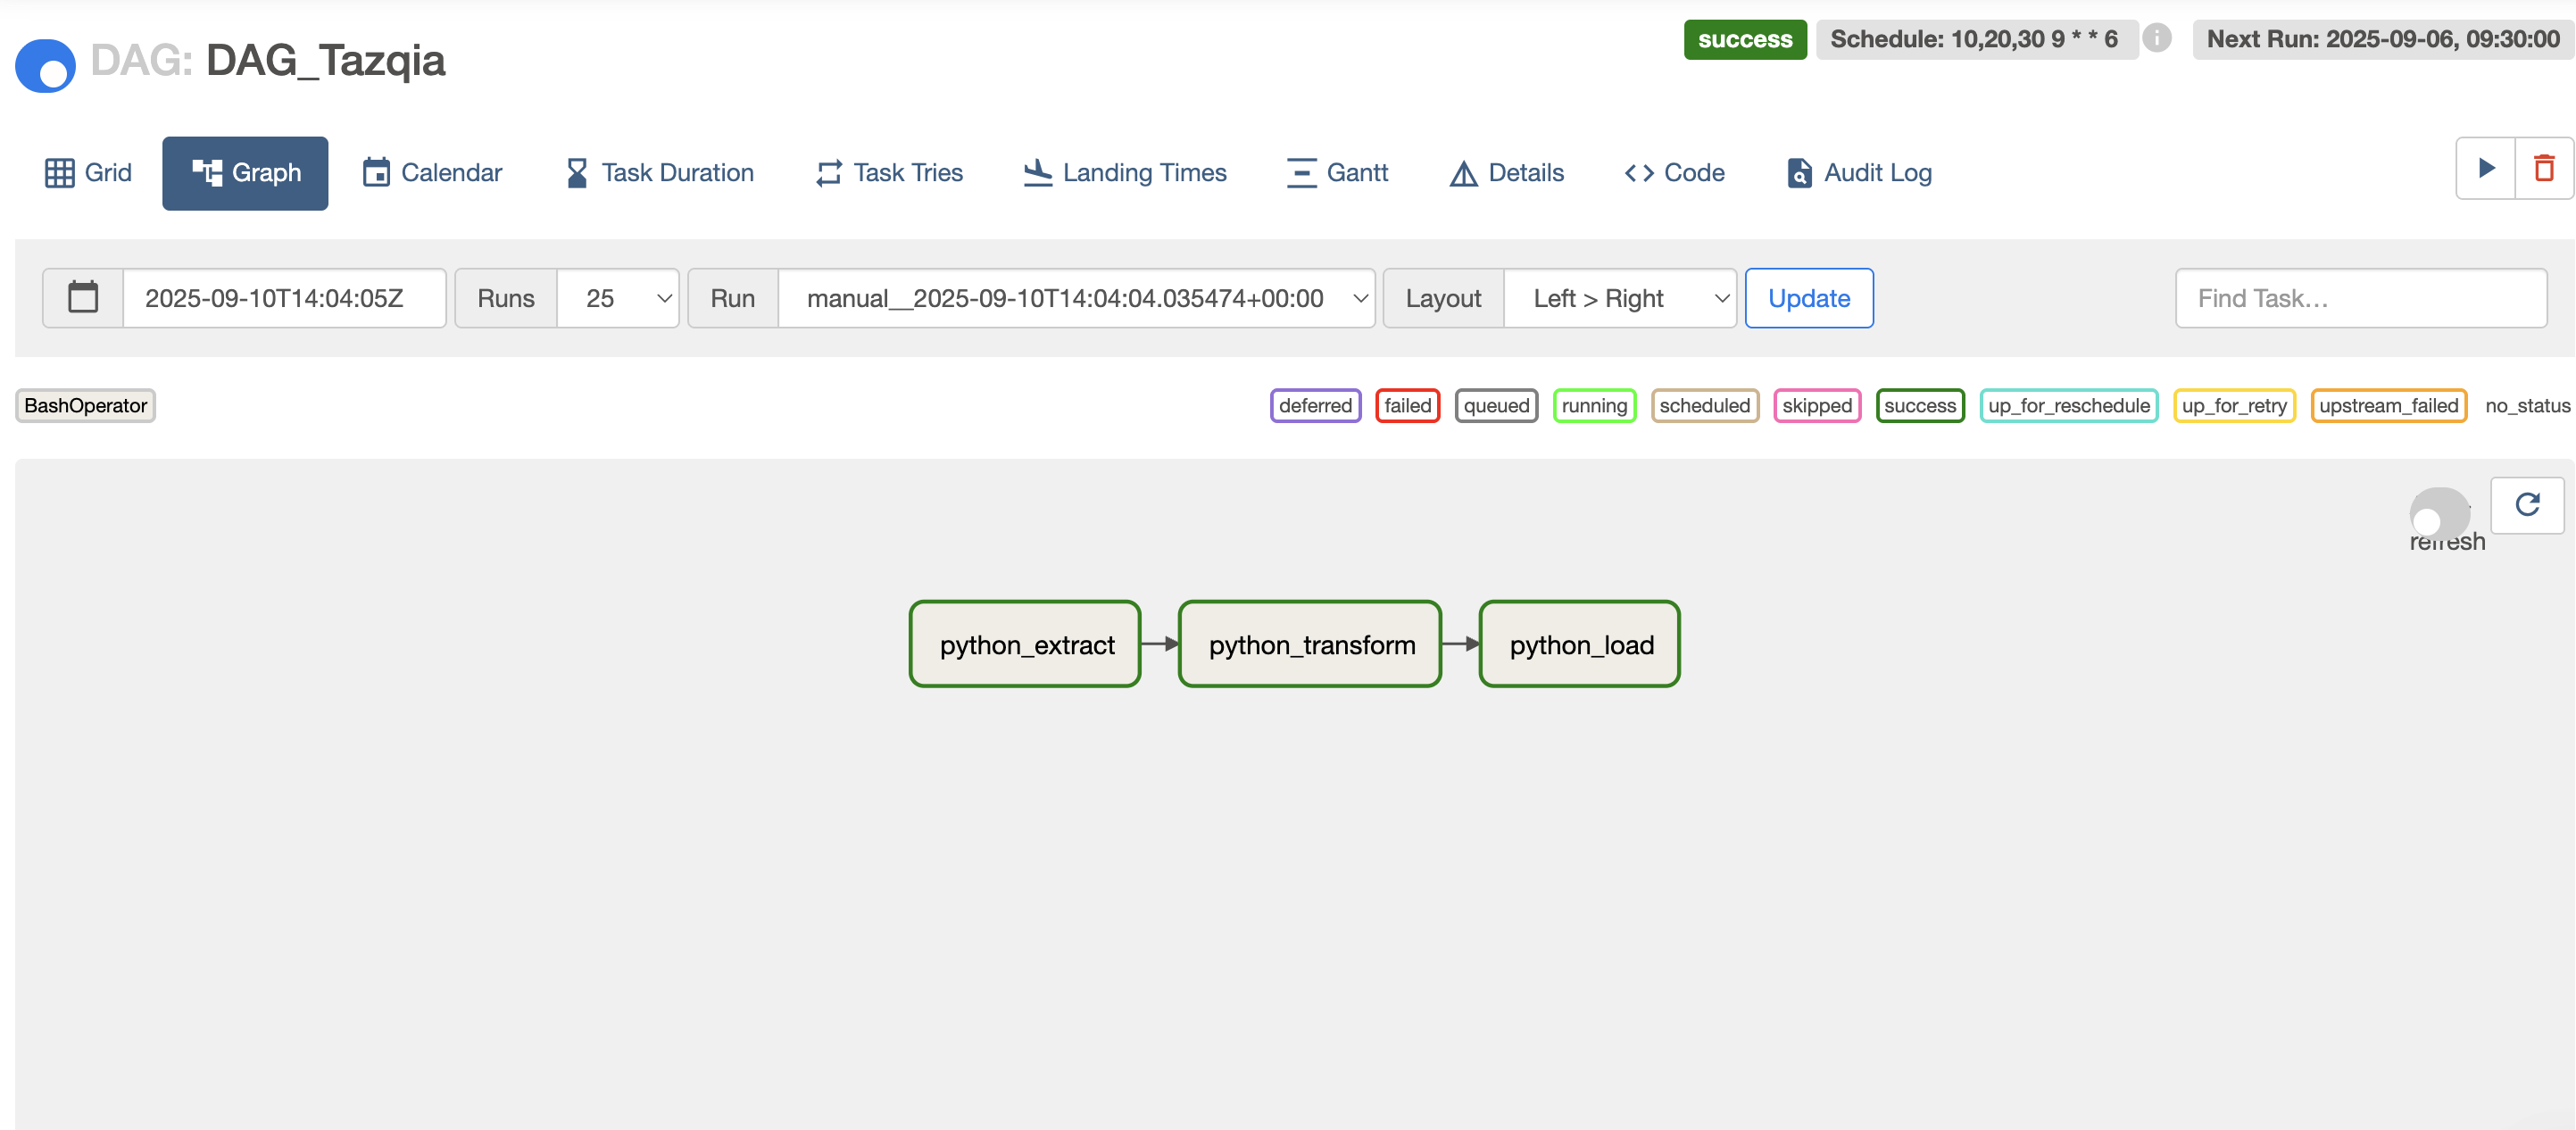 DAG: DAG_Tazqia
success Schedule: 10,20,30 9 * * 6 Next Run: 2025-09-06, 09:30:00
Grid Graph Calendar Task Duration Task Tries Landing Times Gantt Details Code Audit Log
2025-09-10T14:04:05Z Runs 25 Run manual__2025-09-10T14:04:04.035474+00:00 Layout Left > Right Update Find Task...
BashOperator deferred failed queued running scheduled skipped success up_for_reschedule up_for_retry upstream_failed no_status
refresh
python_extract python_transform python_load